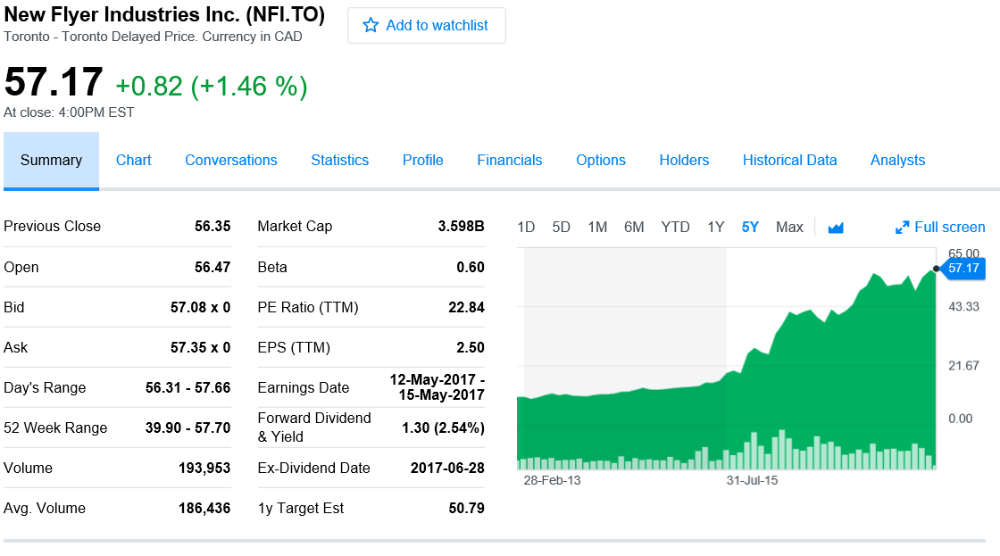 New Flyer Industries Inc. (NFI.TO)
Add to watchlist
Toronto - Toronto Delayed Price. Currency in CAD
57.17 +0.82 (+1.46 %)
At close: 4:00PM EST
Summary Chart Conversations Statistics Profile Financials Options Holders Historical Data Analysts
Previous Close 56.35
Open 56.47
Bid 57.08 x 0
Ask 57.35 x 0
Day's Range 56.31 - 57.66
52 Week Range 39.90 - 57.70
Volume 193,953
Avg. Volume 186,436
Market Cap 3.598B
Beta 0.60
PE Ratio (TTM) 22.84
EPS (TTM) 2.50
Earnings Date 12-May-2017 -
15-May-2017
Forward Dividend
& Yield 1.30 (2.54%)
Ex-Dividend Date 2017-06-28
1y Target Est 50.79
1D 5D 1M 6M YTD 1Y 5Y Max Full screen
65.00
57.17
43.33
21.67
0.00
28-Feb-13 31-Jul-15